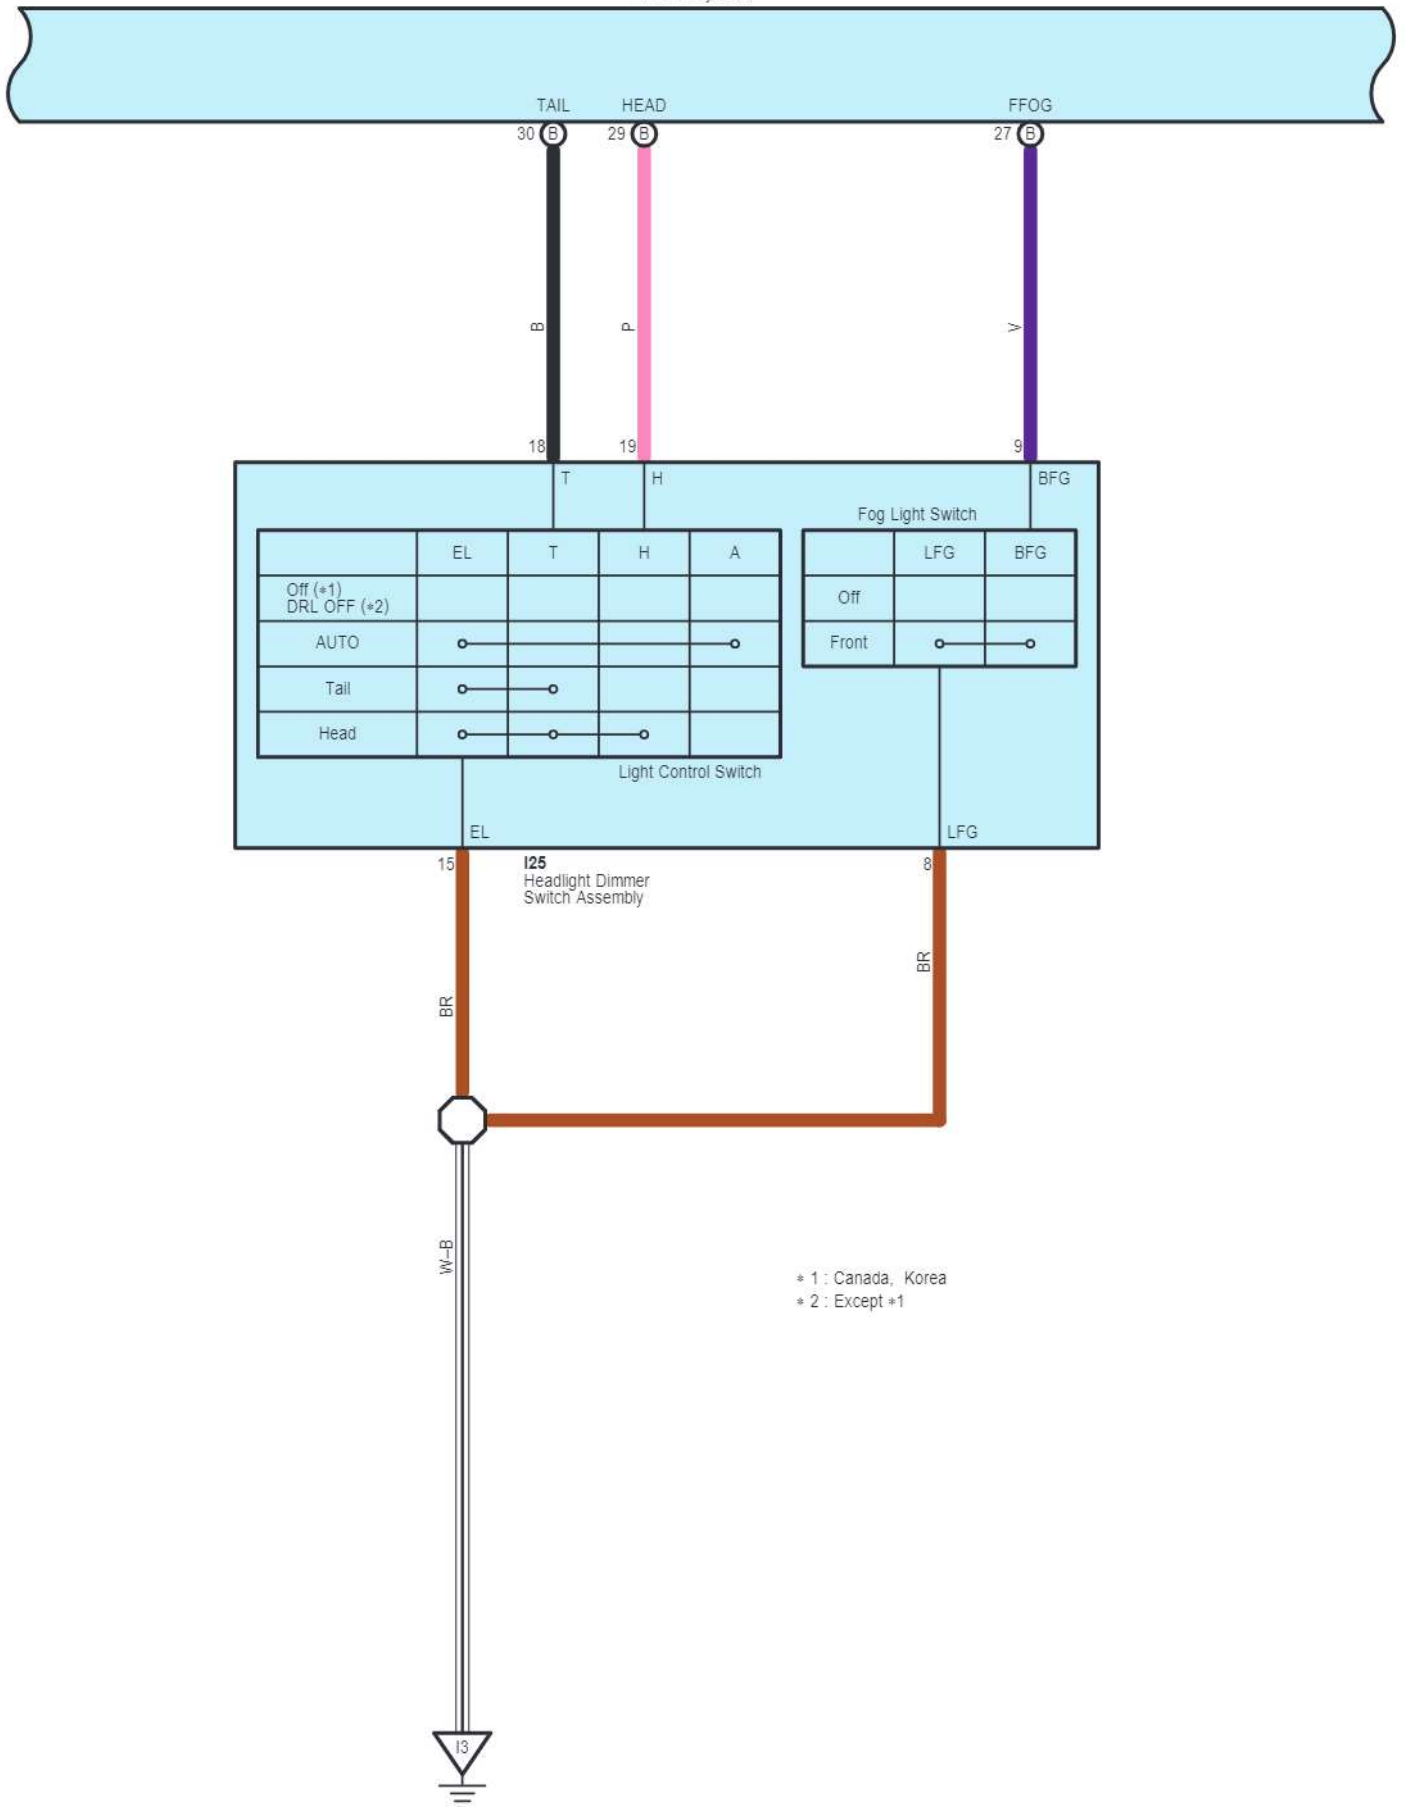 TAIL HEAD FFOG
30 B 29 B 27 B
B P V
18 19 9
T H BFG
Fog Light Switch
EL T H A
LFG BFG
Off (*1)
DRL OFF (*2)
Off
AUTO
Front
Tail
Head
Light Control Switch
EL LFG
15 I25 8
Headlight Dimmer
Switch Assembly
BR
BR
W-B
* 1 : Canada, Korea
* 2 : Except *1
I3